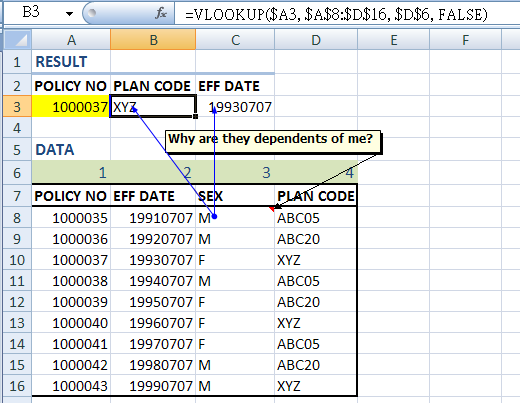 B3 fx =VLOOKUP($A3, $A$8:$D$16, $D$6, FALSE)
A B C D E F
1 RESULT
2 POLICY NO PLAN CODE EFF DATE
3 1000037 XYZ 19930707
4
Why are they dependents of me?
5 DATA
6 1 2 3 4
7 POLICY NO EFF DATE SEX PLAN CODE
8 1000035 19910707 M ABC05
9 1000036 19920707 M ABC20
10 1000037 19930707 F XYZ
11 1000038 19940707 M ABC05
12 1000039 19950707 F ABC20
13 1000040 19960707 F XYZ
14 1000041 19970707 F ABC05
15 1000042 19980707 M ABC20
16 1000043 19990707 M XYZ